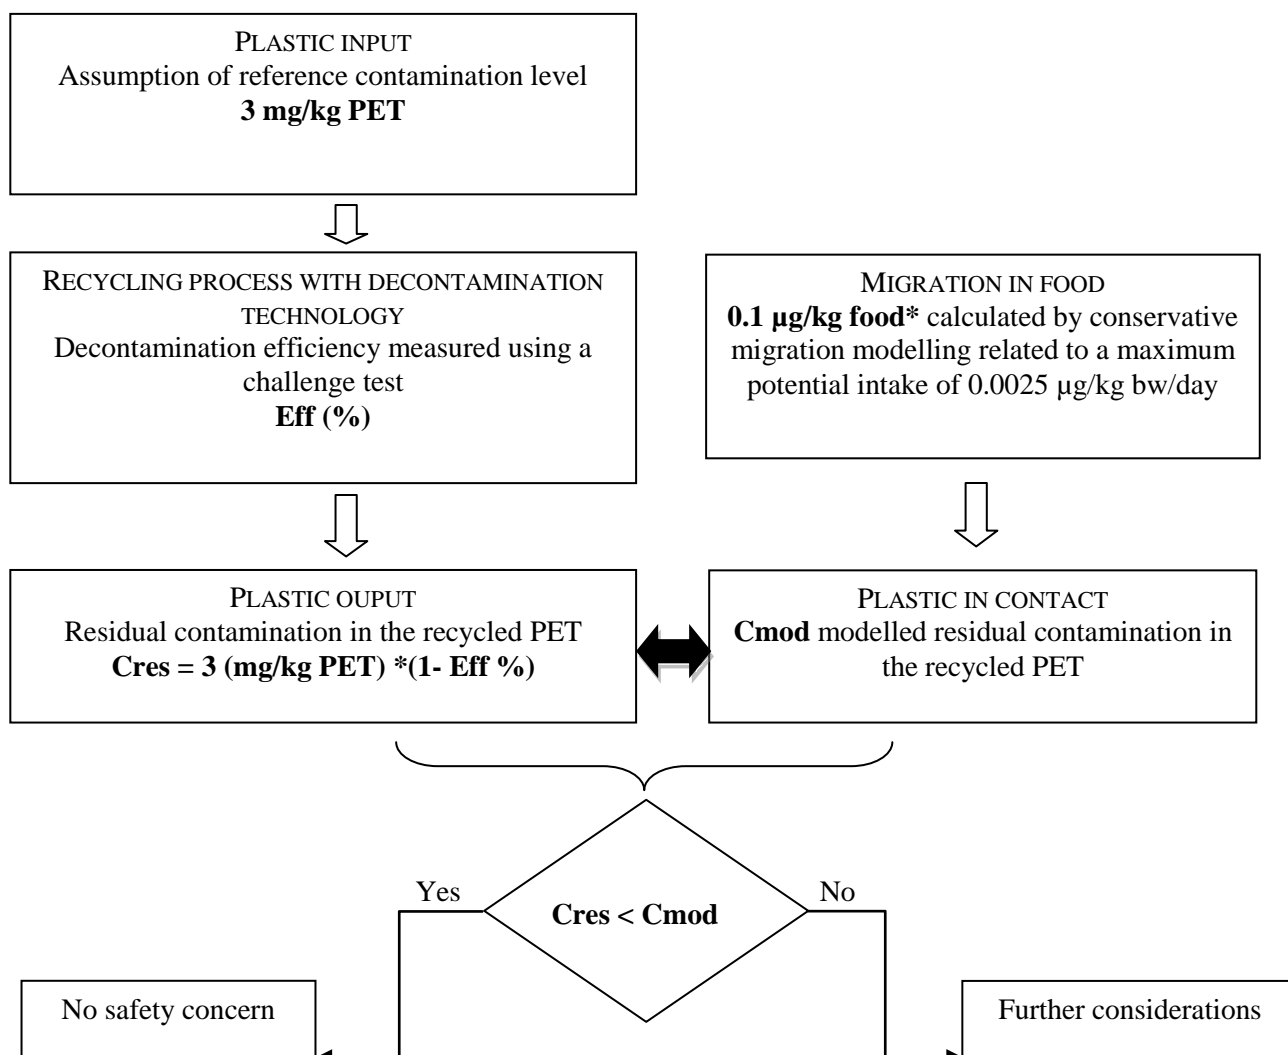 PLASTIC INPUT
Assumption of reference contamination level
3 mg/kg PET
RECYCLING PROCESS WITH DECONTAMINATION
TECHNOLOGY
Decontamination efficiency measured using a
challenge test
Eff (%)
MIGRATION IN FOOD
0.1 µg/kg food* calculated by conservative
migration modelling related to a maximum
potential intake of 0.0025 µg/kg bw/day
PLASTIC OUPUT
Residual contamination in the recycled PET
Cres = 3 (mg/kg PET) *(1- Eff %)
PLASTIC IN CONTACT
Cmod modelled residual contamination in
the recycled PET
Yes
No
Cres < Cmod
No safety concern
Further considerations